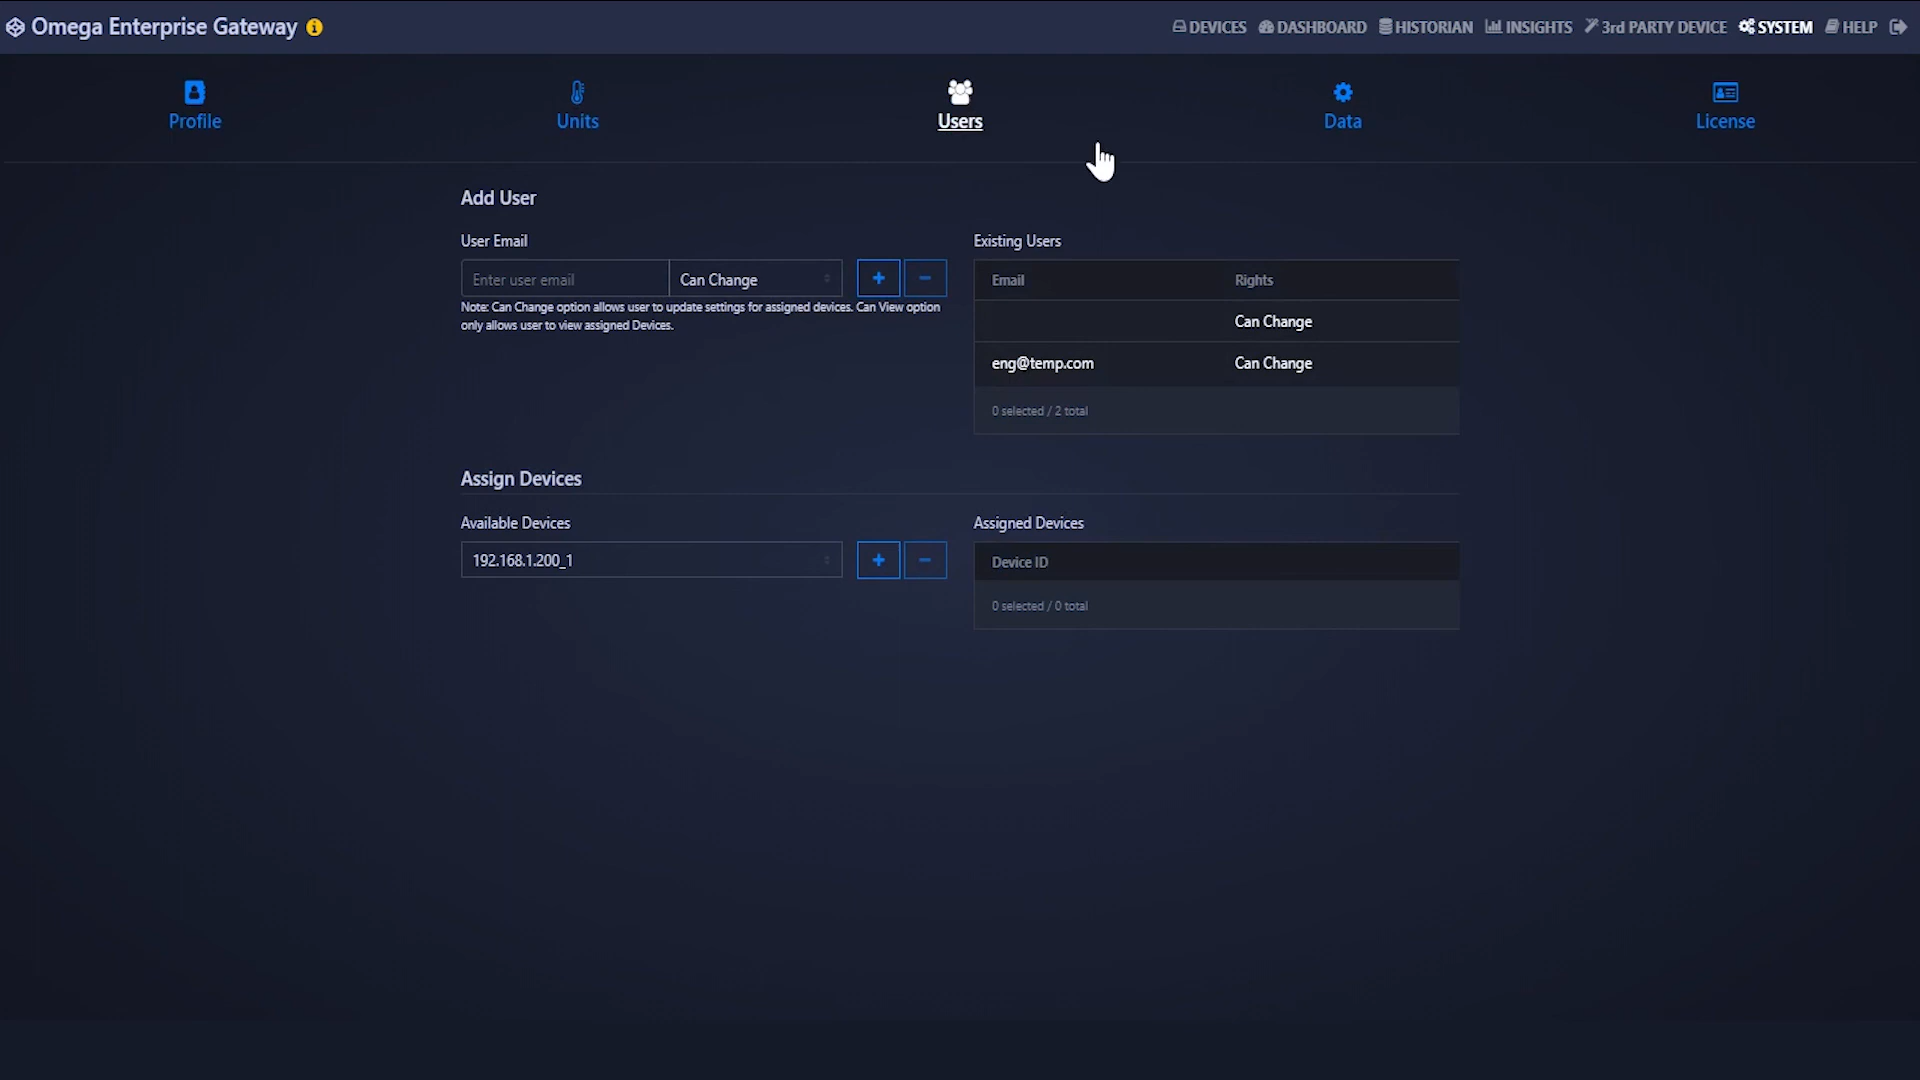 Omega Enterprise Gateway
DEVICES DASHBOARD HISTORIAN INSIGHTS 3rd PARTY DEVICE SYSTEM HELP
Profile Units Users Data License
Add User
User Email
Enter user email Can Change + −
Note: Can Change option allows user to update settings for assigned devices. Can View option
only allows user to view assigned Devices.
Existing Users
Email Rights
Can Change
eng@temp.com Can Change
0 selected / 2 total
Assign Devices
Available Devices
192.168.1.200_1 + −
Assigned Devices
Device ID
0 selected / 0 total